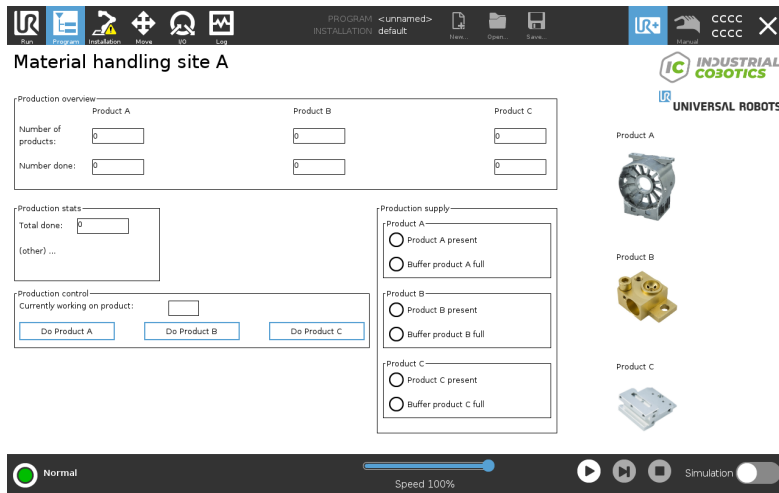 PROGRAM <unnamed>
INSTALLATION default
UR
Run
Program
Installation
Move
I/O
Log
New...
Open...
Save...
UR+
Manual
CCCC
CCCC
Material handling site A
IC INDUSTRIAL
COBOTICS
UR
UNIVERSAL ROBOTS
Production overview
Product A Product B Product C
Number of
products:
0 0 0
Number done: 0 0 0
Product A
Production stats
Total done: 0
(other) ...
Production supply
Product A
Product A present
Buffer product A full
Product B
Production control
Currently working on product:
Do Product A Do Product B Do Product C
Product B
Product B present
Buffer product B full
Product C
Product C present
Buffer product C full
Product C
Normal
Speed 100%
Simulation